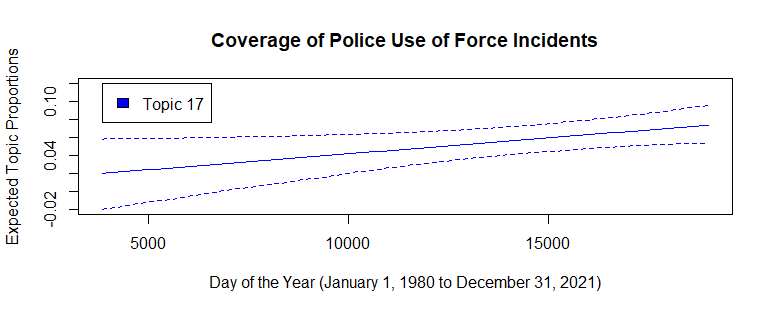 Coverage of Police Use of Force Incidents
Expected Topic Proportions
0.10
0.04
-0.02
Topic 17
5000
10000
15000
Day of the Year (January 1, 1980 to December 31, 2021)